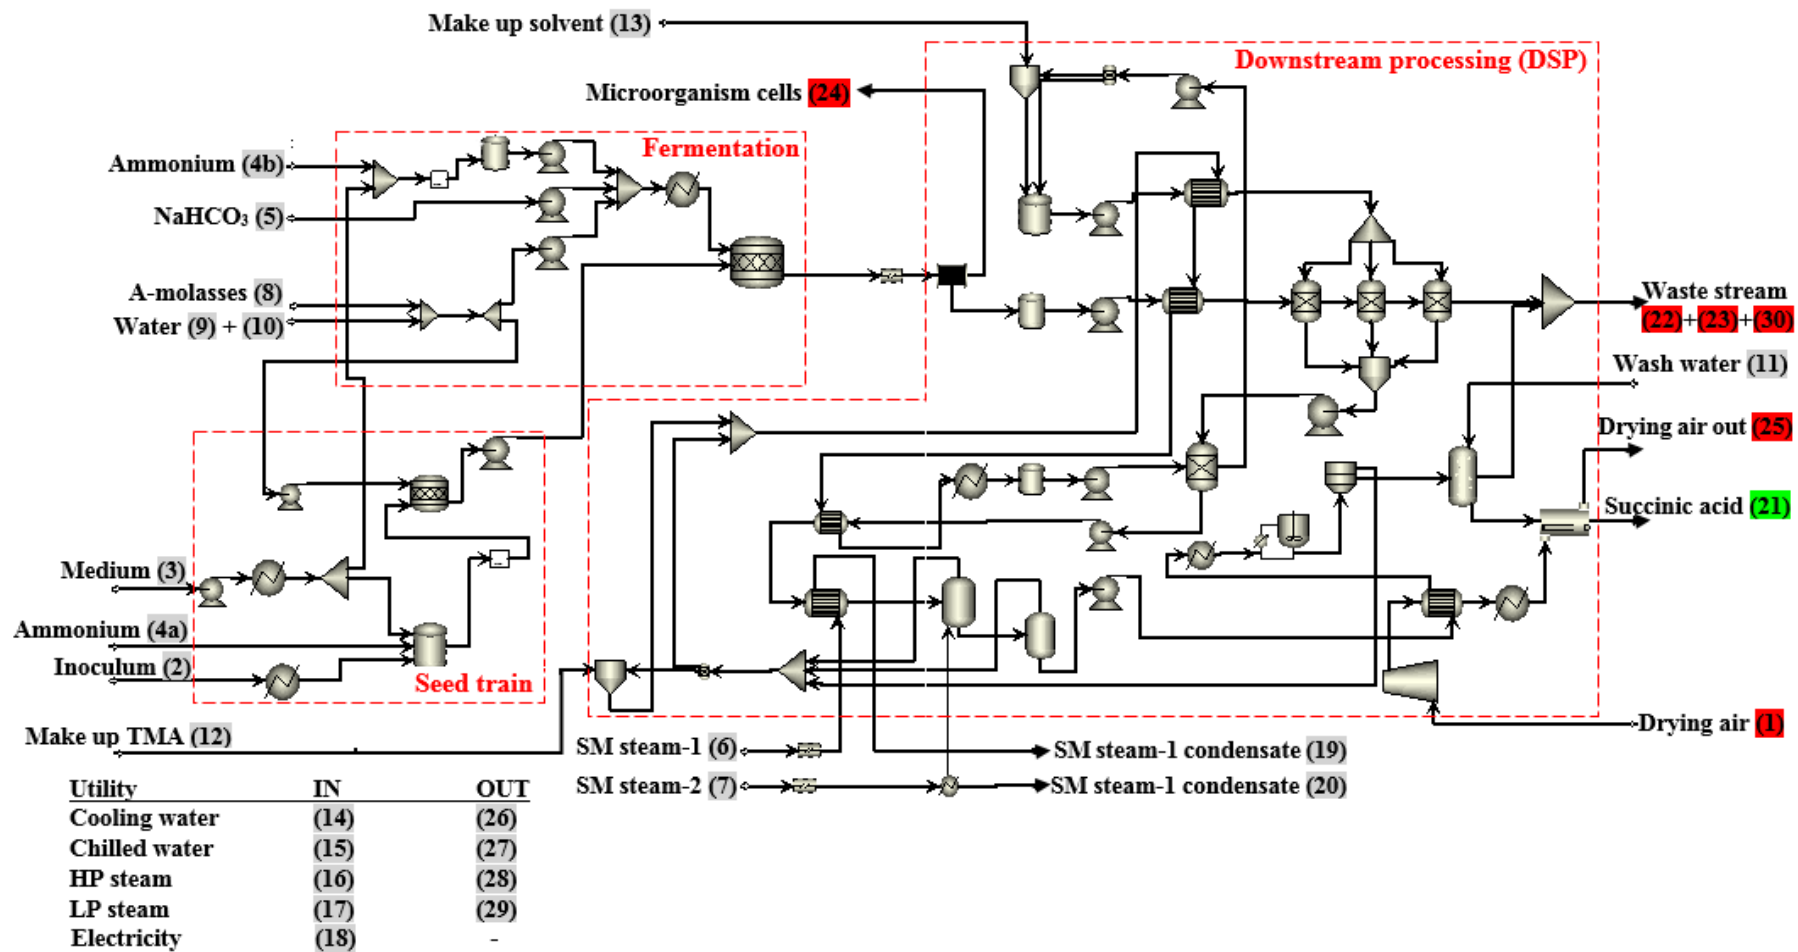 Make up solvent (13)
Downstream processing (DSP)
Microorganism cells (24)
Fermentation
Ammonium (4b)
NaHCO₃ (5)
A-molasses (8)
Water (9) + (10)
Waste stream
(22)+(23)+(30)
Wash water (11)
Drying air out (25)
Succinic acid (21)
Medium (3)
Ammonium (4a)
Inoculum (2)
Seed train
Drying air (1)
Make up TMA (12)
SM steam-1 (6)
SM steam-1 condensate (19)
SM steam-2 (7)
SM steam-1 condensate (20)
Utility IN OUT
Cooling water (14) (26)
Chilled water (15) (27)
HP steam (16) (28)
LP steam (17) (29)
Electricity (18) -